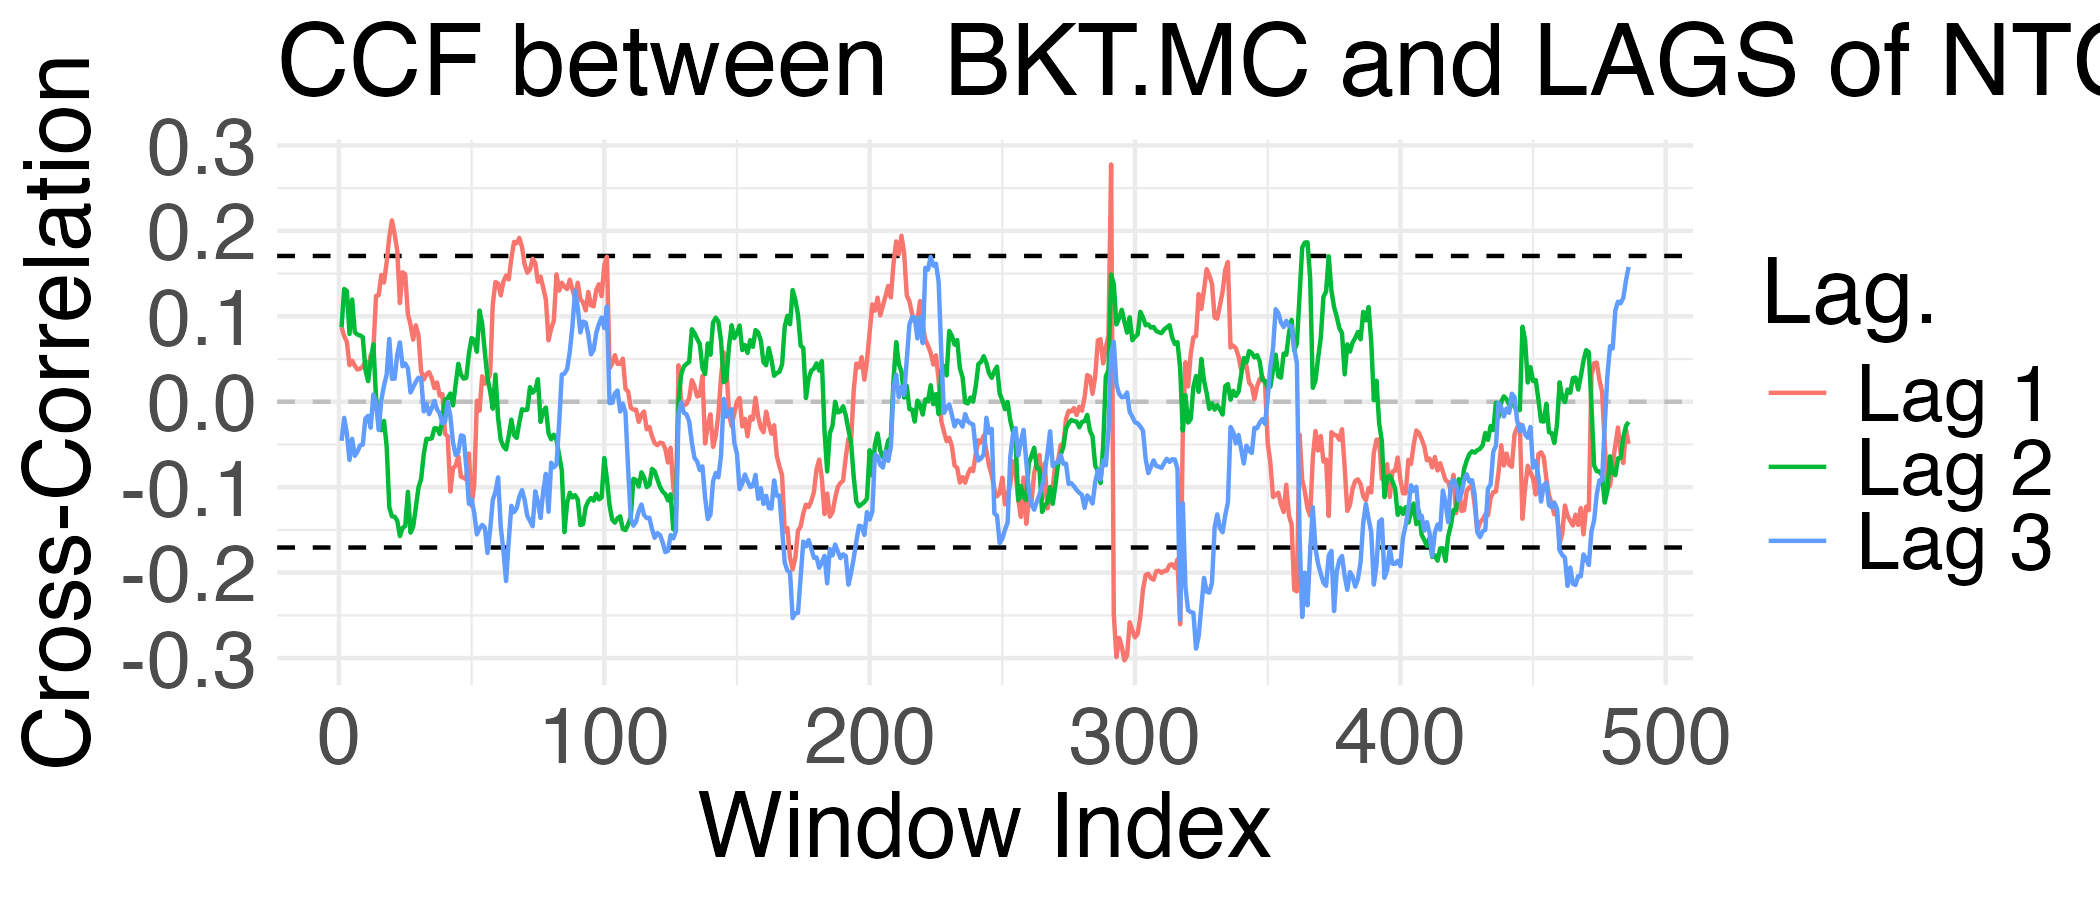 CCF between BKT.MC and LAGS of
Cross-Correlation
0.3
0.2
0.1
0.0
-0.1
-0.2
-0.3
0 100 200 300 400 500
Window Index
Lag.
Lag 1
Lag 2
Lag 3